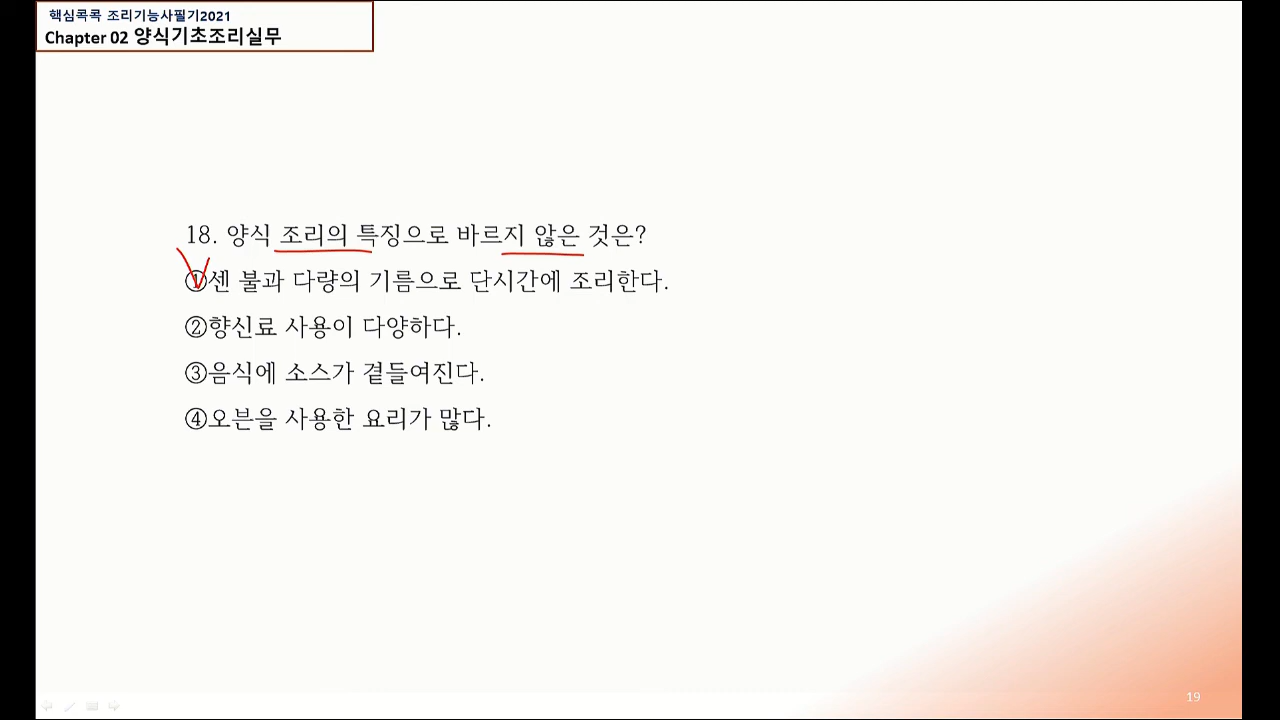 핵심콕콕 조리기능사필기2021
Chapter 02 양식기초조리실무
18. 양식 조리의 특징으로 바르지 않은 것은?
①센 불과 다량의 기름으로 단시간에 조리한다.
②향신료 사용이 다양하다.
③음식에 소스가 곁들여진다.
④오븐을 사용한 요리가 많다.
19